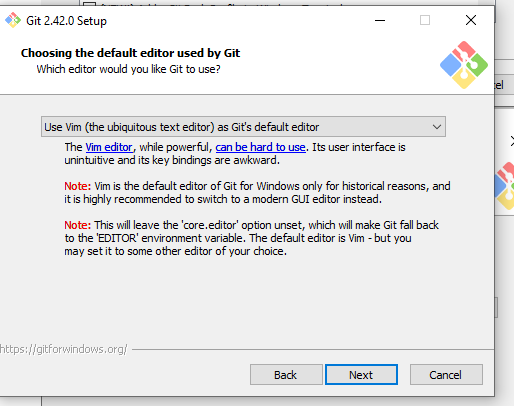 Git 2.42.0 Setup
Choosing the default editor used by Git
Which editor would you like Git to use?
Use Vim (the ubiquitous text editor) as Git's default editor
The Vim editor, while powerful, can be hard to use. Its user interface is
unintuitive and its key bindings are awkward.
Note: Vim is the default editor of Git for Windows only for historical reasons, and
it is highly recommended to switch to a modern GUI editor instead.
Note: This will leave the 'core.editor' option unset, which will make Git fall back
to the 'EDITOR' environment variable. The default editor is Vim - but you
may set it to some other editor of your choice.
https://gitforwindows.org/
Back
Next
Cancel